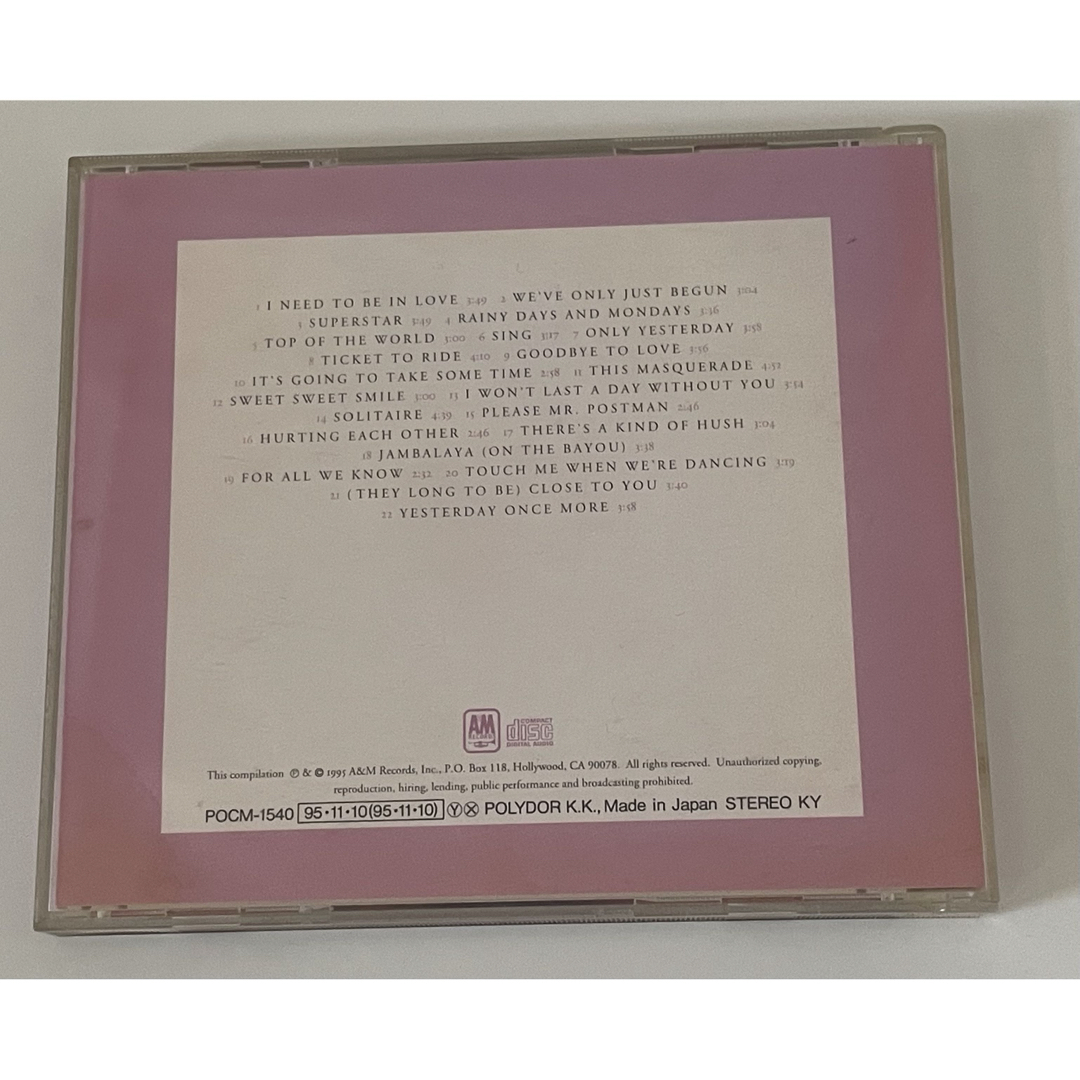 1 I NEED TO BE IN LOVE 3:49 2 WE'VE ONLY JUST BEGUN 3:04
3 SUPERSTAR 3:49 4 RAINY DAYS AND MONDAYS 3:36
5 TOP OF THE WORLD 3:00 6 SING 3:17 7 ONLY YESTERDAY 3:58
8 TICKET TO RIDE 4:10 9 GOODBYE TO LOVE 3:56
10 IT'S GOING TO TAKE SOME TIME 2:58 11 THIS MASQUERADE 4:52
12 SWEET SWEET SMILE 3:00 13 I WON'T LAST A DAY WITHOUT YOU 3:54
14 SOLITAIRE 4:39 15 PLEASE MR. POSTMAN 2:46
16 HURTING EACH OTHER 2:46 17 THERE'S A KIND OF HUSH 3:04
18 JAMBALAYA (ON THE BAYOU) 3:38
19 FOR ALL WE KNOW 2:32 20 TOUCH ME WHEN WE'RE DANCING 3:19
21 (THEY LONG TO BE) CLOSE TO YOU 3:40
22 YESTERDAY ONCE MORE 3:58
AM RECORDS COMPACT disc DIGITAL AUDIO
This compilation ℗ & © 1995 A&M Records, Inc., P.O. Box 118, Hollywood, CA 90078. All rights reserved. Unauthorized copying,
reproduction, hiring, lending, public performance and broadcasting prohibited.
POCM-1540 95·11·10(95·11·10) Ⓨ Ⓧ POLYDOR K.K., Made in Japan STEREO KY